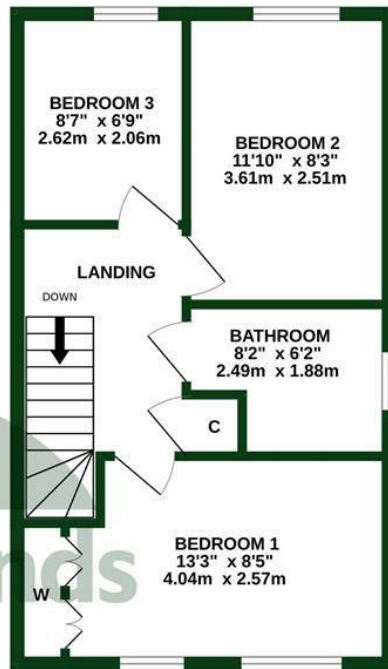 BEDROOM 3
8'7" x 6'9"
2.62m x 2.06m
BEDROOM 2
11'10" x 8'3"
3.61m x 2.51m
LANDING
DOWN
BATHROOM
8'2" x 6'2"
2.49m x 1.88m
C
BEDROOM 1
13'3" x 8'5"
4.04m x 2.57m
W
nds